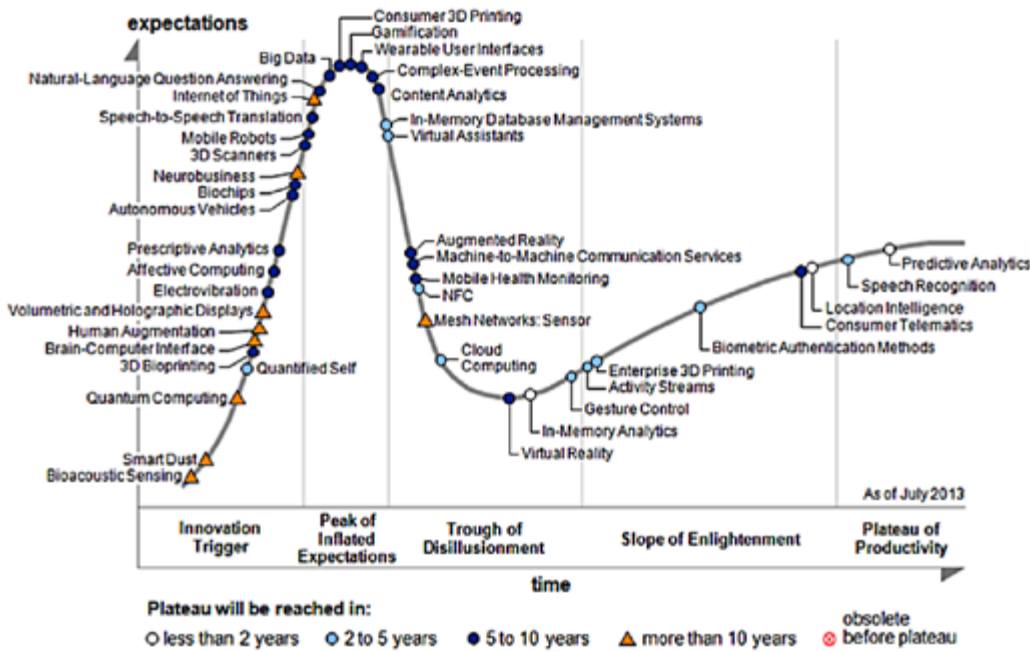 expectations
Consumer 3D Printing
Gamification
Wearable User Interfaces
Big Data
Complex-Event Processing
Natural-Language Question Answering
Content Analytics
Internet of Things
Speech-to-Speech Translation
In-Memory Database Management Systems
Virtual Assistants
Mobile Robots
3D Scanners
Neurobusiness
Biochips
Autonomous Vehicles
Prescriptive Analytics
Affective Computing
Electrovibration
Volumetric and Holographic Displays
Human Augmentation
Brain-Computer Interface
3D Bioprinting
Quantified Self
Quantum Computing
Smart Dust
Bioacoustic Sensing
Augmented Reality
Machine-to-Machine Communication Services
Mobile Health Monitoring
NFC
Mesh Networks: Sensor
Cloud
Computing
Enterprise 3D Printing
Activity Streams
Gesture Control
In-Memory Analytics
Virtual Reality
Predictive Analytics
Speech Recognition
Location Intelligence
Consumer Telematics
Biometric Authentication Methods
As of July 2013
Innovation
Trigger
Peak of
Inflated
Expectations
Trough of
Disillusionment
Slope of Enlightenment
Plateau of
Productivity
time
Plateau will be reached in:
less than 2 years
2 to 5 years
5 to 10 years
more than 10 years
obsolete
before plateau